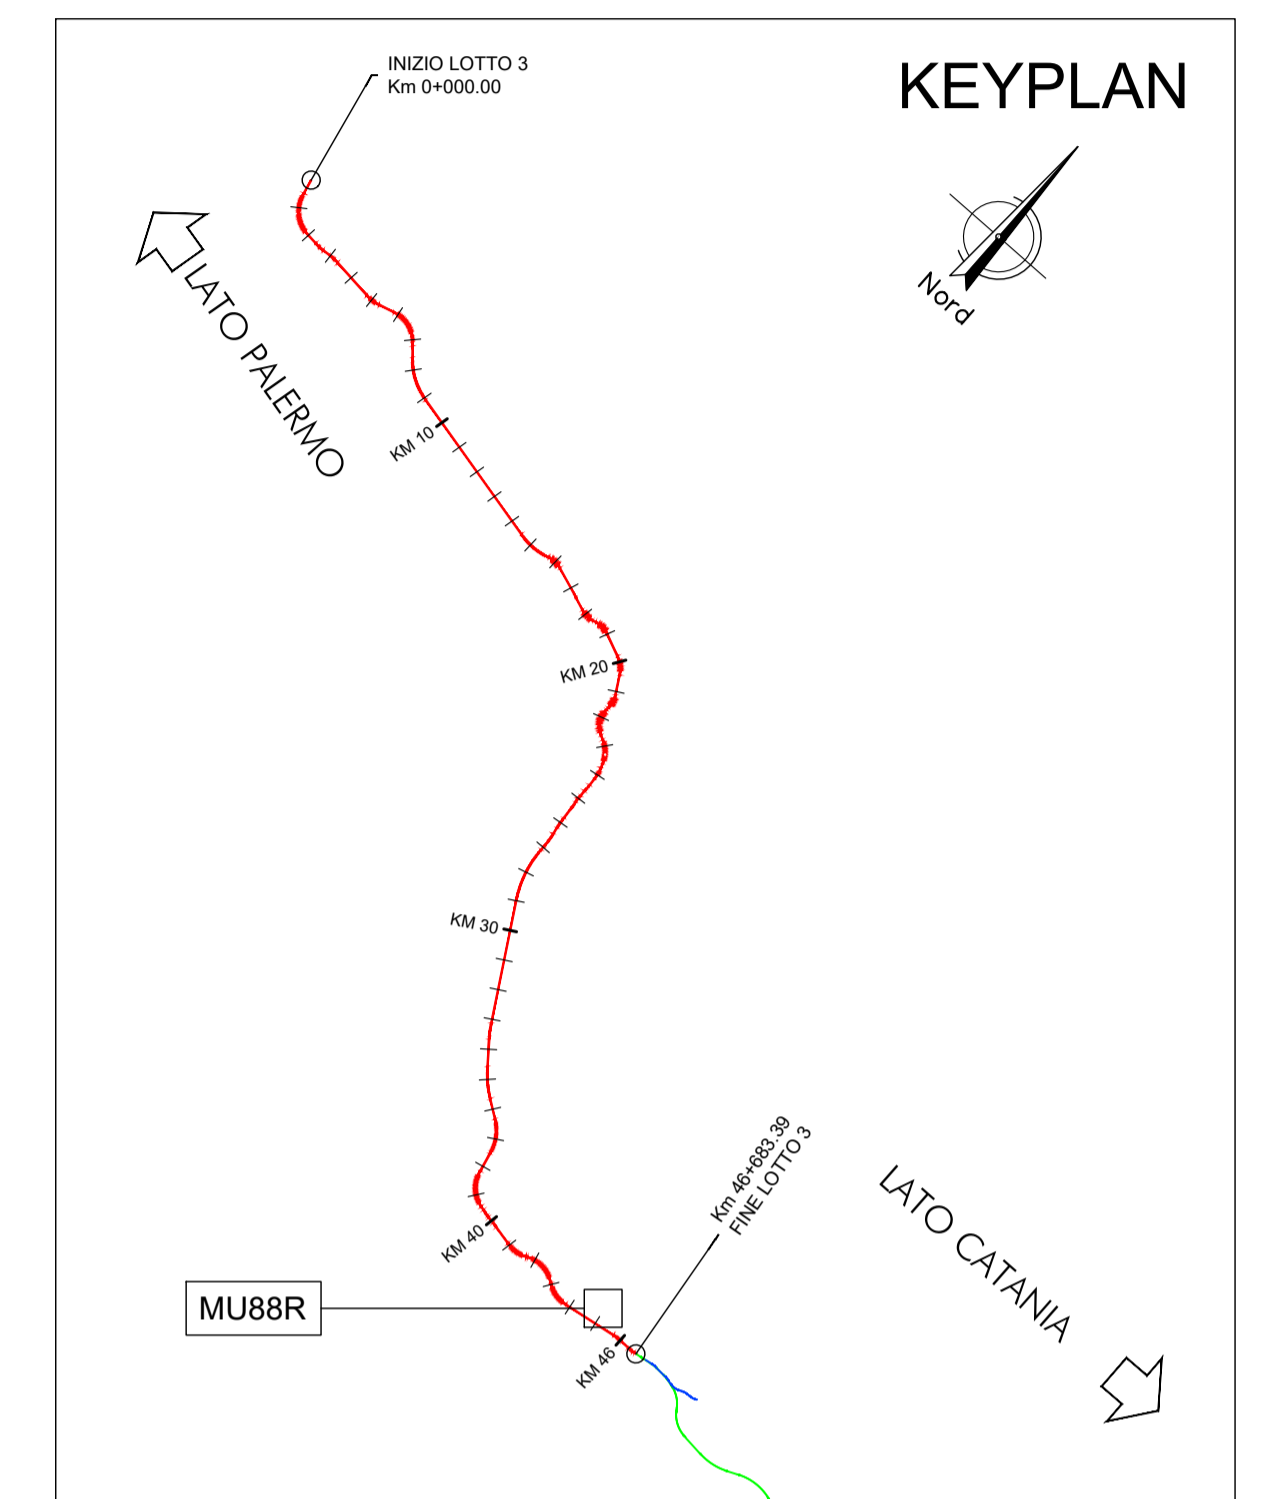 INIZIO LOTTO 3
Km 0+000.00
KEYPLAN
Nord
LATO PALERMO
KM 10
KM 20
KM 30
Km 46+683.39
FINE LOTTO 3
LATO CATANIA
KM 40
MU88R
KM 46